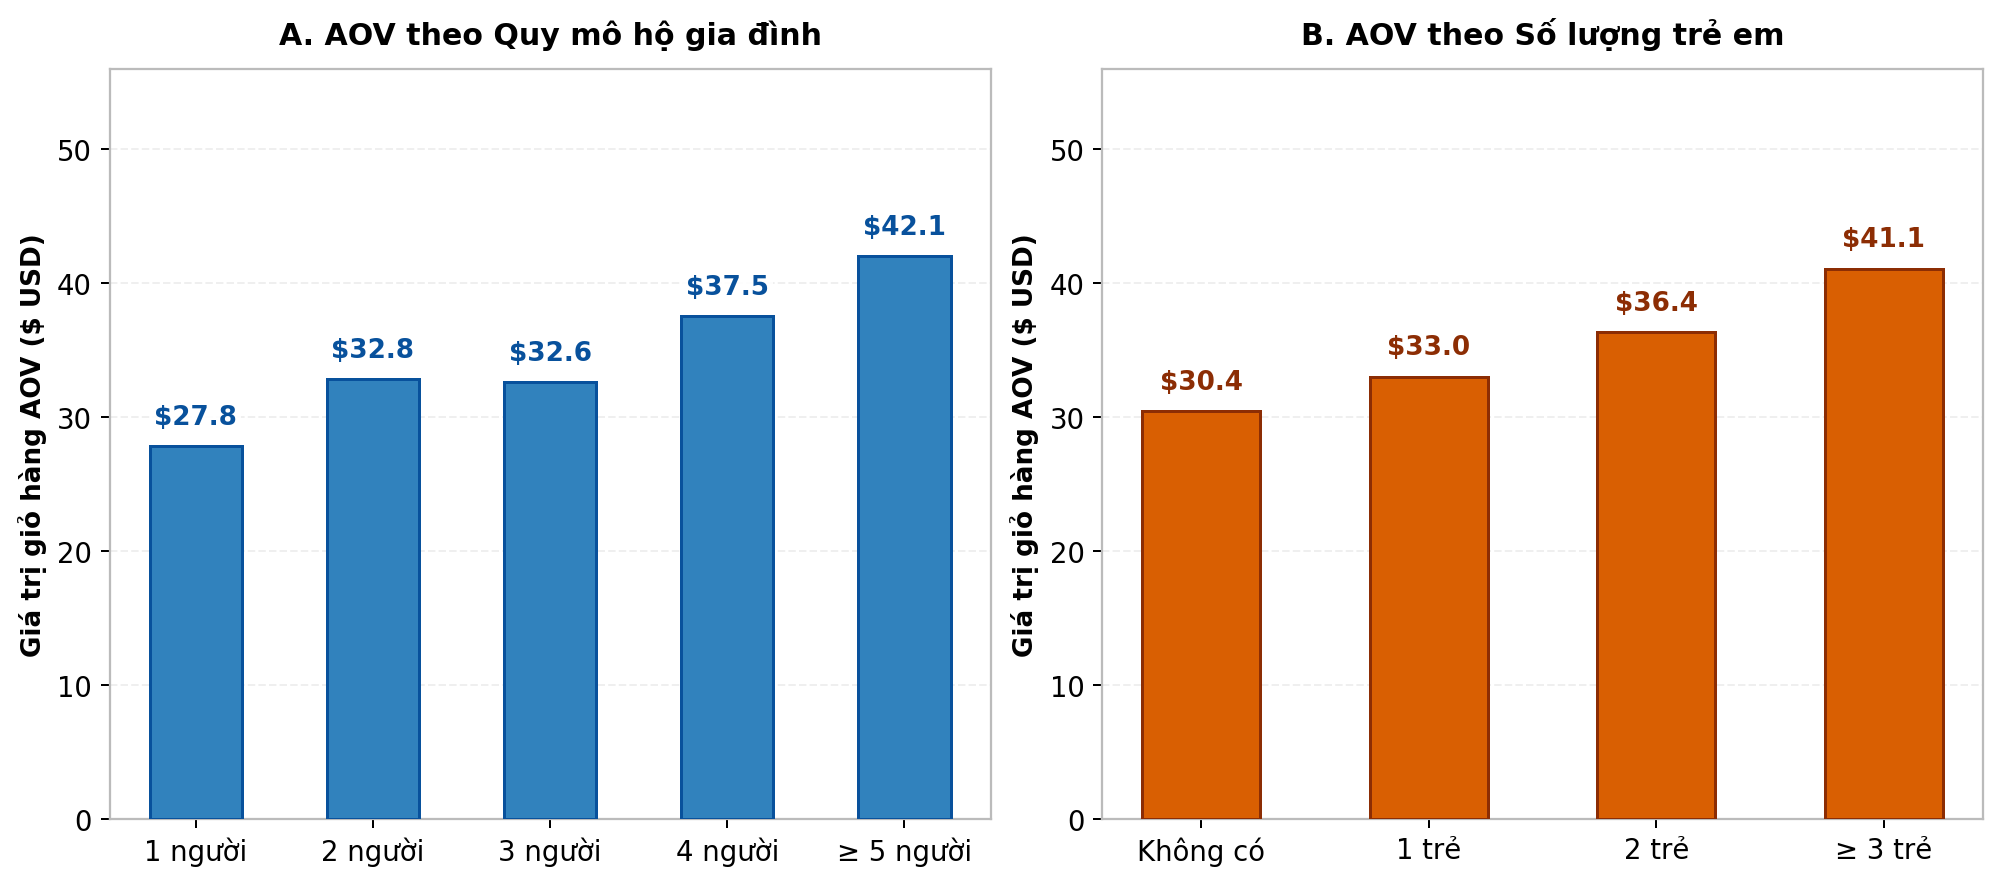 A. AOV theo Quy mô hộ gia đình
Giá trị giỏ hàng AOV ($ USD)
50
40
30
20
10
0
$27.8
$32.8
$32.6
$37.5
$42.1
1 người
2 người
3 người
4 người
≥ 5 người
B. AOV theo Số lượng trẻ em
Giá trị giỏ hàng AOV ($ USD)
50
40
30
20
10
0
$30.4
$33.0
$36.4
$41.1
Không có
1 trẻ
2 trẻ
≥ 3 trẻ